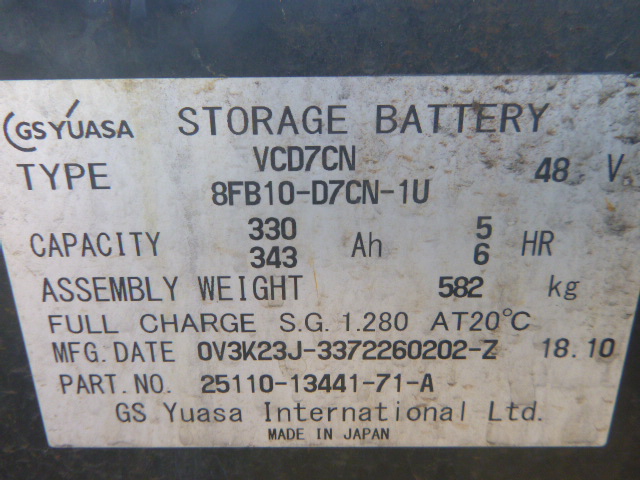 GS YUASA STORAGE BATTERY
TYPE VCD7CN 48 V
8FB10-D7CN-1U
CAPACITY 330 Ah 5 HR
343 6
ASSEMBLY WEIGHT 582 kg
FULL CHARGE S.G. 1.280 AT20°C
MFG. DATE 0V3K23J-3372260202-Z 18.10
PART. NO. 25110-13441-71-A
GS Yuasa International Ltd.
MADE IN JAPAN